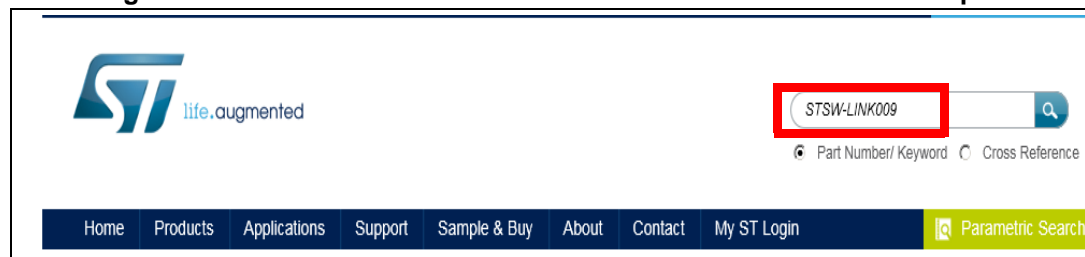 ST life.augmented
STSW-LINK009
Part Number/ Keyword Cross Reference
Home Products Applications Support Sample & Buy About Contact My ST Login Parametric Search